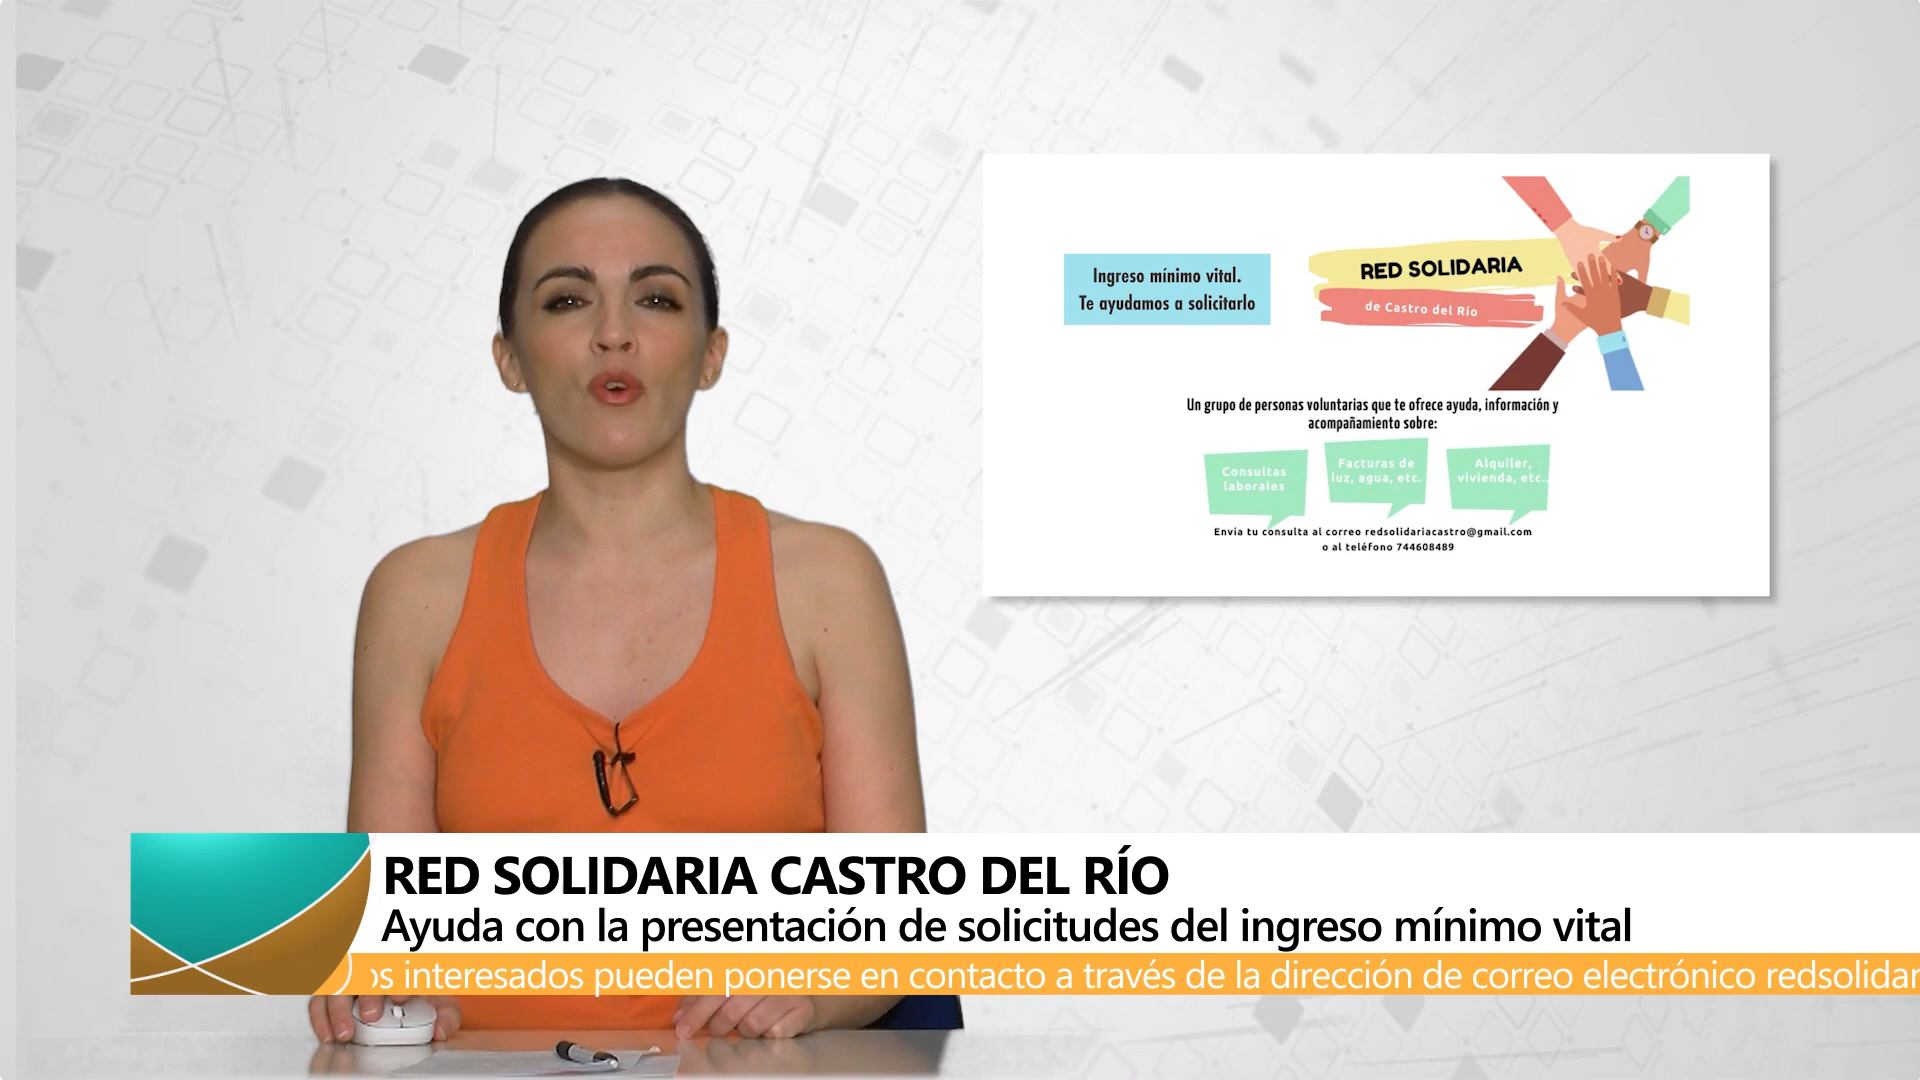 Ingreso mínimo vital.
Te ayudamos a solicitarlo
RED SOLIDARIA
de Castro del Río
Un grupo de personas voluntarias que te ofrece ayuda, información y
acompañamiento sobre:
Consultas
laborales
Facturas de
luz, agua, etc.
Alquiler,
vivienda, etc..
Envía tu consulta al correo redsolidariacastro@gmail.com
o al teléfono 744608489
RED SOLIDARIA CASTRO DEL RÍO
Ayuda con la presentación de solicitudes del ingreso mínimo vital
os interesados pueden ponerse en contacto a través de la dirección de correo electrónico redsolidar